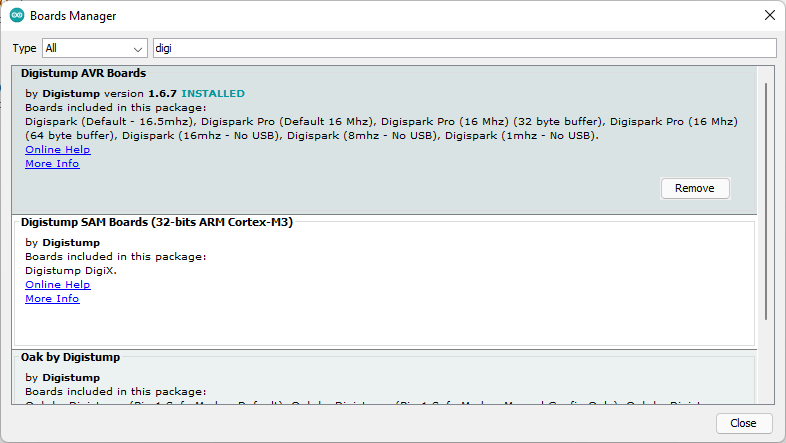 Boards Manager
Type All digi
Digistump AVR Boards
by Digistump version 1.6.7 INSTALLED
Boards included in this package:
Digispark (Default - 16.5mhz), Digispark Pro (Default 16 Mhz), Digispark Pro (16 Mhz) (32 byte buffer), Digispark Pro (16 Mhz)
(64 byte buffer), Digispark (16mhz - No USB), Digispark (8mhz - No USB), Digispark (1mhz - No USB).
Online Help
More Info
Remove
Digistump SAM Boards (32-bits ARM Cortex-M3)
by Digistump
Boards included in this package:
Digistump DigiX.
Online Help
More Info
Oak by Digistump
by Digistump
Boards included in this package:
Close